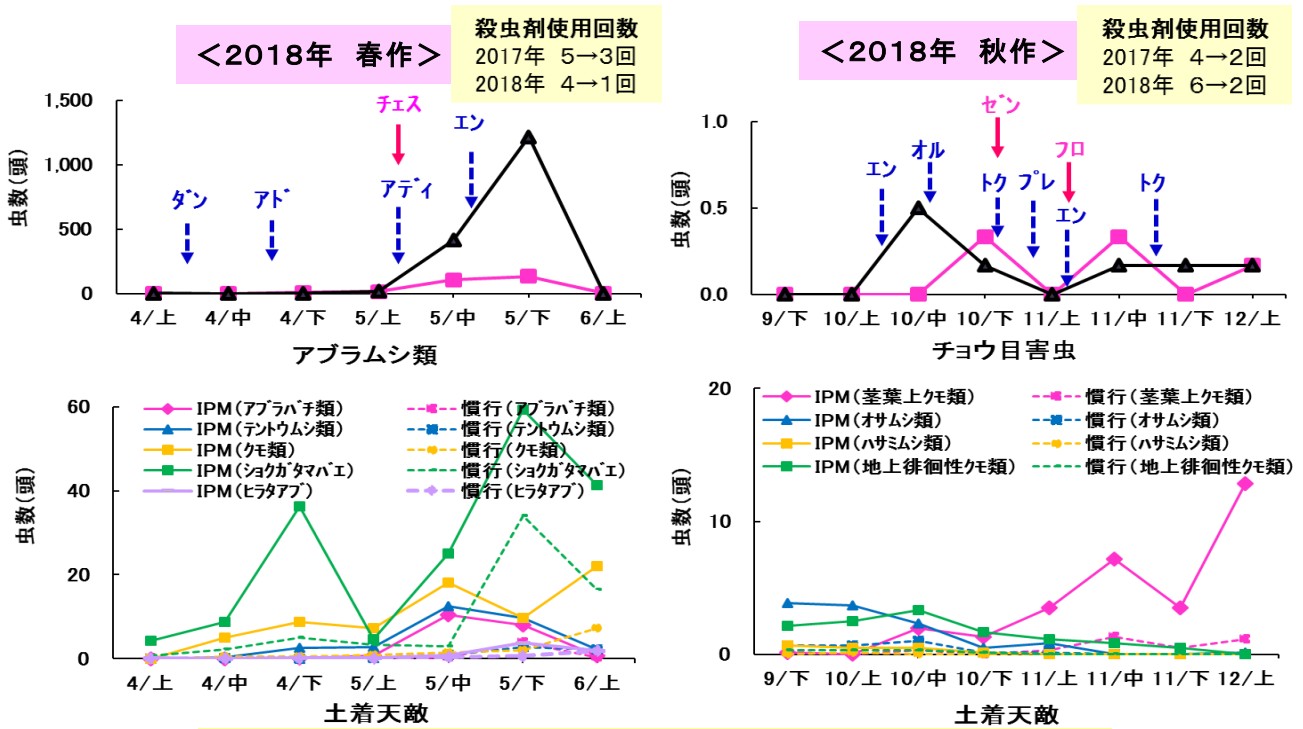 ＜2018年 春作＞
殺虫剤使用回数
2017年 5→3回
2018年 4→1回
虫数(頭)
1,500
1,000
500
0
ﾀﾞﾝ
ｱﾄﾞ
ﾁｪｽ
ｱﾃﾞｨ
ｴﾝ
4/上 4/中 4/下 5/上 5/中 5/下 6/上
アブラムシ類
＜2018年 秋作＞
殺虫剤使用回数
2017年 4→2回
2018年 6→2回
虫数(頭)
1.0
0.5
0.0
ｴﾝ
ｵﾙ
ｾﾞﾝ
ﾄｸ
ﾌﾟﾚ
ﾌﾛ
ｴﾝ
ﾄｸ
9/下 10/上 10/中 10/下 11/上 11/中 11/下 12/上
チョウ目害虫
虫数(頭)
60
40
20
0
IPM(ｱﾌﾞﾗﾊﾞﾁ類) 慣行(ｱﾌﾞﾗﾊﾞﾁ類)
IPM(ﾃﾝﾄｳﾑｼ類) 慣行(ﾃﾝﾄｳﾑｼ類)
IPM(ｸﾓ類) 慣行(ｸﾓ類)
IPM(ｼｮｸｶﾞﾀﾏﾊﾞｴ) 慣行(ｼｮｸｶﾞﾀﾏﾊﾞｴ)
IPM(ﾋﾗﾀｱﾌﾞ) 慣行(ﾋﾗﾀｱﾌﾞ)
4/上 4/中 4/下 5/上 5/中 5/下 6/上
土着天敵
虫数(頭)
20
10
0
IPM(茎葉上ｸﾓ類) 慣行(茎葉上ｸﾓ類)
IPM(ｵｻﾑｼ類) 慣行(ｵｻﾑｼ類)
IPM(ﾊｻﾐﾑｼ類) 慣行(ﾊｻﾐﾑｼ類)
IPM(地上徘徊性ｸﾓ類) 慣行(地上徘徊性ｸﾓ類)
9/下 10/上 10/中 10/下 11/上 11/中 11/下 12/上
土着天敵